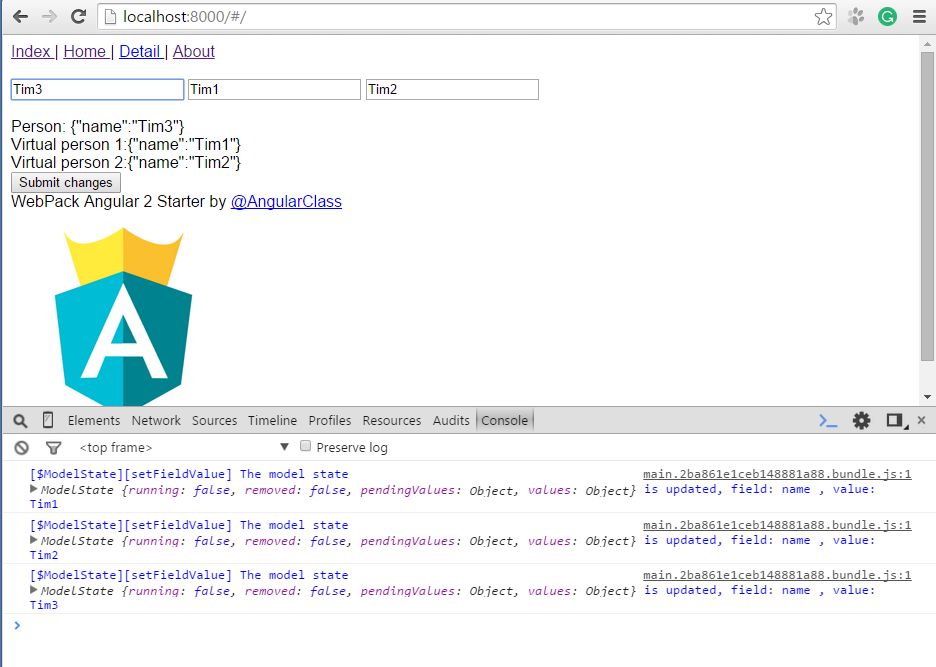 localhost:8000/#/
Index | Home | Detail | About
Tim3 Tim1 Tim2
Person: {"name":"Tim3"}
Virtual person 1:{"name":"Tim1"}
Virtual person 2:{"name":"Tim2"}
Submit changes
WebPack Angular 2 Starter by @AngularClass
A
Elements Network Sources Timeline Profiles Resources Audits Console
<top frame> Preserve log
[$ModelState][setFieldValue] The model state main.2ba861e1ceb148881a88.bundle.js:1
ModelState {running: false, removed: false, pendingValues: Object, values: Object} is updated, field: name , value:
Tim1
[$ModelState][setFieldValue] The model state main.2ba861e1ceb148881a88.bundle.js:1
ModelState {running: false, removed: false, pendingValues: Object, values: Object} is updated, field: name , value:
Tim2
[$ModelState][setFieldValue] The model state main.2ba861e1ceb148881a88.bundle.js:1
ModelState {running: false, removed: false, pendingValues: Object, values: Object} is updated, field: name , value:
Tim3